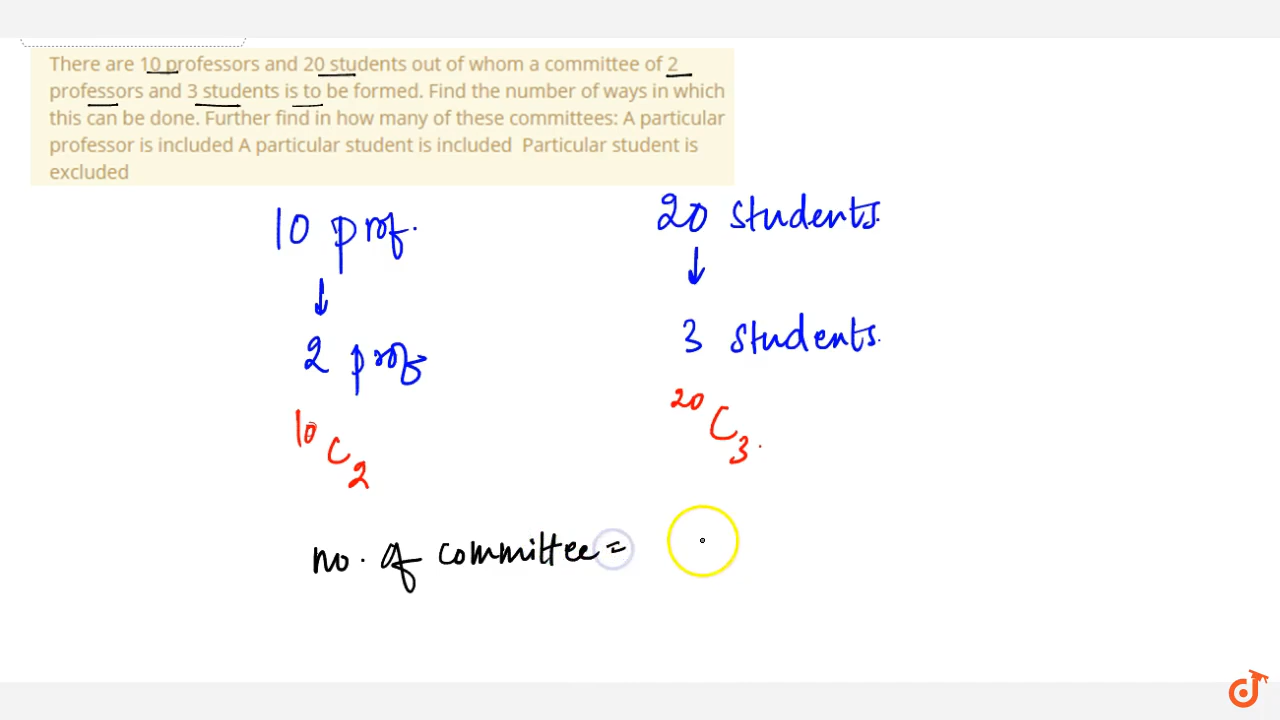 There are 10 professors and 20 students out of whom a committee of 2
professors and 3 students is to be formed. Find the number of ways in which
this can be done. Further find in how many of these committees: A particular
professor is included A particular student is included Particular student is
excluded
10 prof. 20 students.
↓ ↓
2 prof 3 students.
¹⁰C₂ ²⁰C₃.
no. of committee =